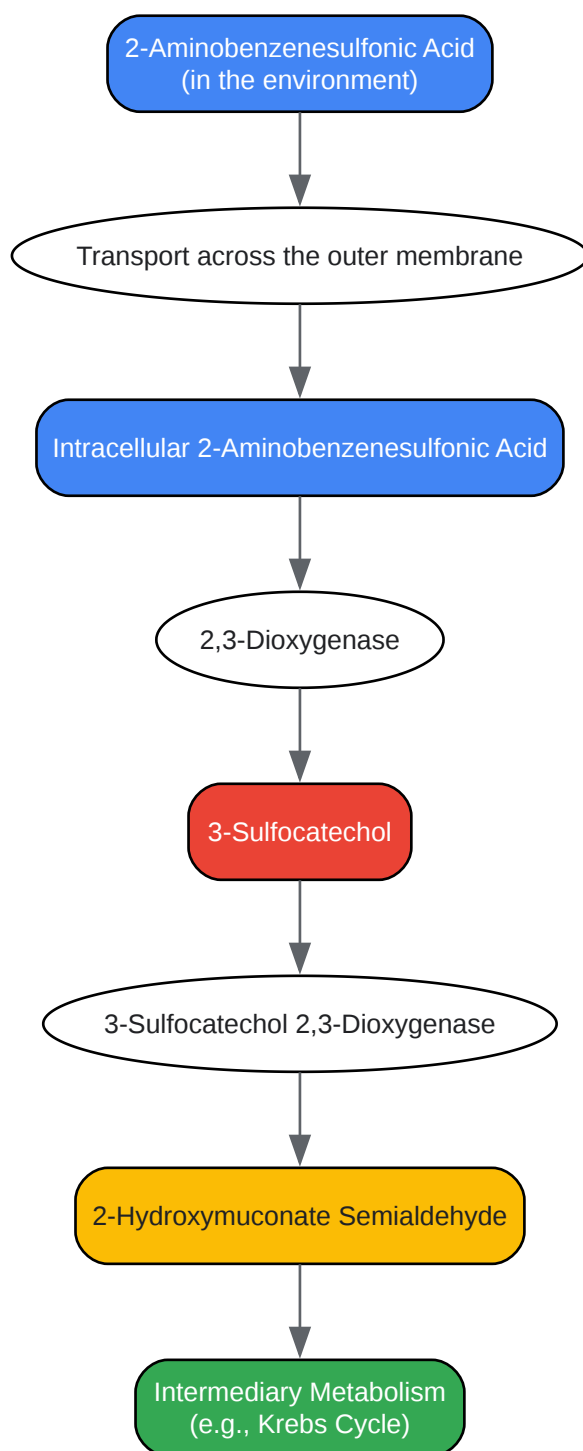 2-Aminobenzenesulfonic Acid
(in the environment)
Transport across the outer membrane
Intracellular 2-Aminobenzenesulfonic Acid
2,3-Dioxygenase
3-Sulfocatechol
3-Sulfocatechol 2,3-Dioxygenase
2-Hydroxymuconate Semialdehyde
Intermediary Metabolism
(e.g., Krebs Cycle)